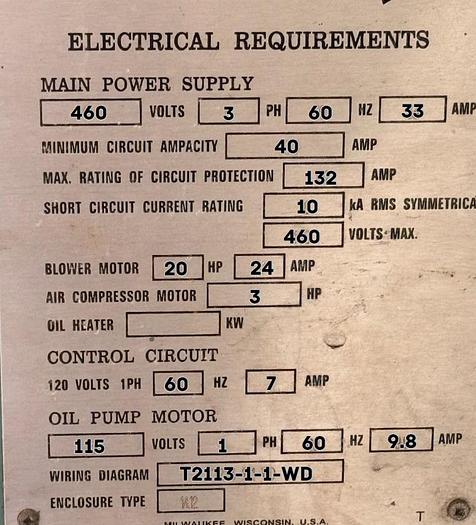 ELECTRICAL REQUIREMENTS
MAIN POWER SUPPLY
460 VOLTS 3 PH 60 HZ 33 AMP
MINIMUM CIRCUIT AMPACITY 40 AMP
MAX. RATING OF CIRCUIT PROTECTION 132 AMP
SHORT CIRCUIT CURRENT RATING 10 kA RMS SYMMETRICA
460 VOLTS MAX.
BLOWER MOTOR 20 HP 24 AMP
AIR COMPRESSOR MOTOR 3 HP
OIL HEATER KW
CONTROL CIRCUIT
120 VOLTS 1PH 60 HZ 7 AMP
OIL PUMP MOTOR
115 VOLTS 1 PH 60 HZ 9.8 AMP
WIRING DIAGRAM T2113-1-1-WD
ENCLOSURE TYPE
MILWAUKEE, WISCONSIN, U.S.A.
T